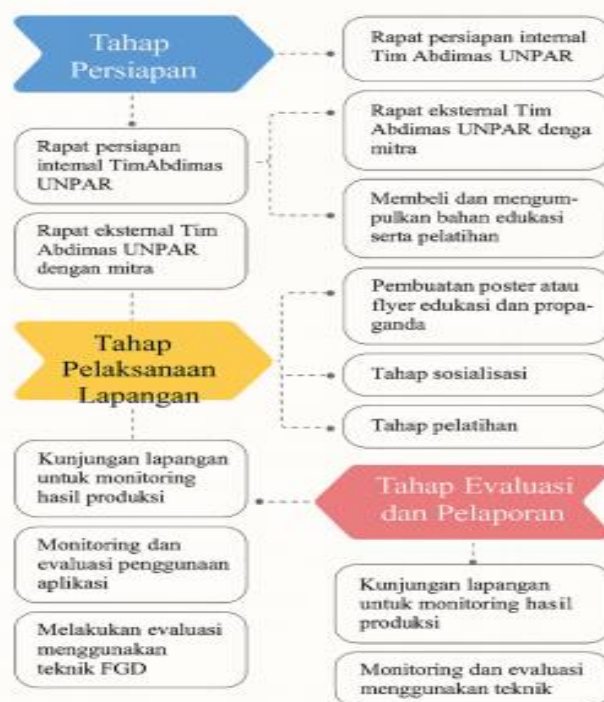 Tahap
Persiapan
Rapat persiapan internal
Tim Abdimas UNPAR
Rapat eksternal Tim
Abdimas UNPAR denga
mitra
Membeli dan mengum-
pulkan bahan edukasi
serta pelatihan
Rapat persiapan
internal TimAbdimas
UNPAR
Rapat eksternal Tim
Abdimas UNPAR
dengan mitra
Tahap
Pelaksanaan
Lapangan
Pembuatan poster atau
flyer edukasi dan propa-
ganda
Tahap sosialisasi
Tahap pelatihan
Kunjungan lapangan
untuk monitoring
hasil produksi
Monitoring dan
evaluasi penggunaan
aplikasi
Melakukan evaluasi
menggunakan
teknik FGD
Tahap Evaluasi
dan Pelaporan
Kunjungan lapangan
untuk monitoring hasil
produksi
Monitoring dan evaluasi
menggunakan teknik